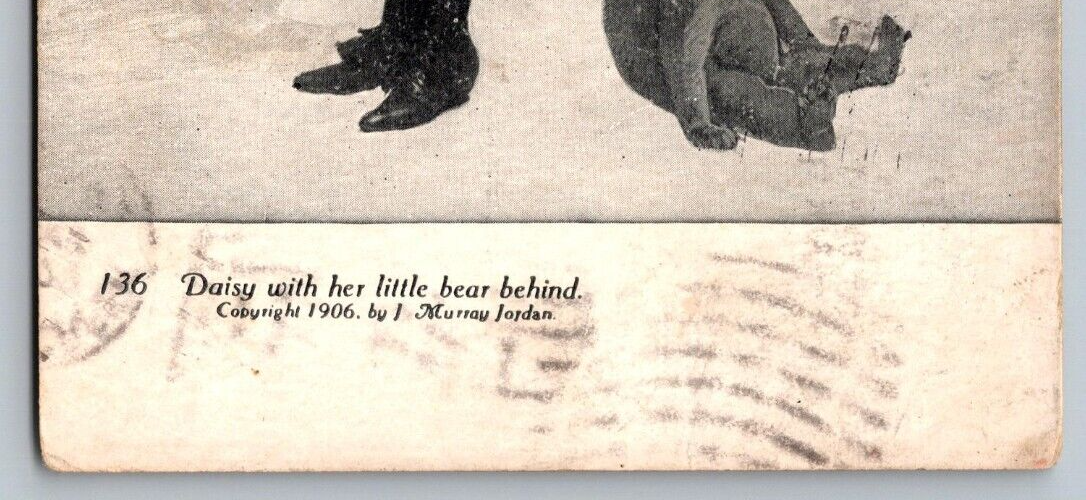 136 Daisy with her little bear behind.
Copyright 1906. by J Murray Jordan.